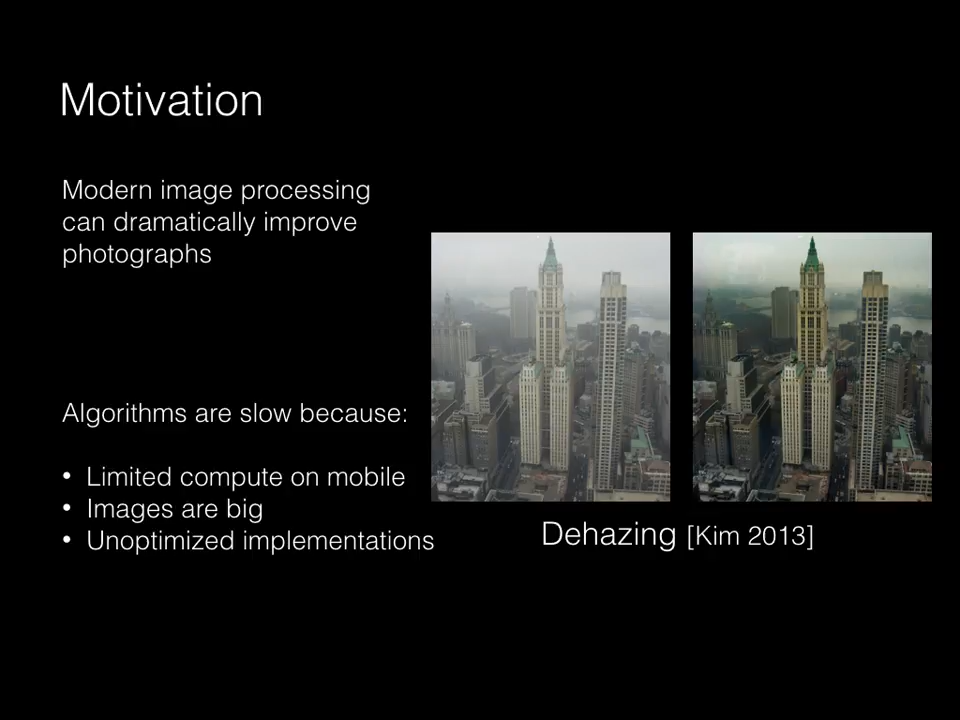 Motivation
Modern image processing
can dramatically improve
photographs
Algorithms are slow because:
• Limited compute on mobile
• Images are big
• Unoptimized implementations
Dehazing [Kim 2013]